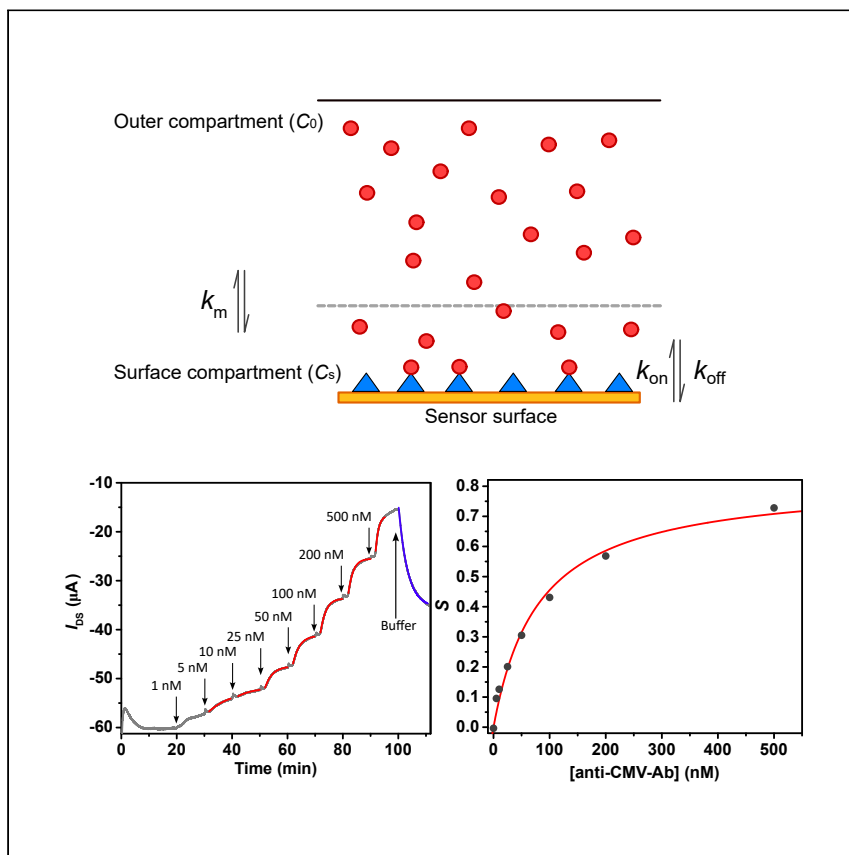 Outer compartment (C0)
km
Surface compartment (Cs)
kon
koff
Sensor surface
-10
-20
-30
-40
-50
-60
IDS (µA)
1 nM
5 nM
10 nM
25 nM
50 nM
100 nM
200 nM
500 nM
Buffer
0 20 40 60 80 100
Time (min)
0.8
0.7
0.6
0.5
0.4
0.3
0.2
0.1
0.0
S
0 100 200 300 400 500
[anti-CMV-Ab] (nM)